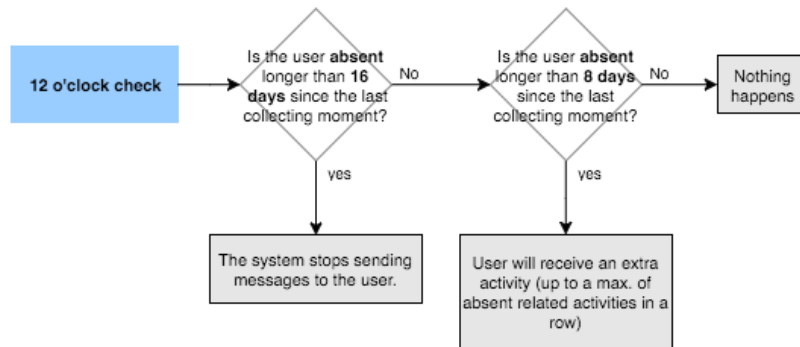 12 o'clock check
Is the user absent
longer than 16
days since the last
collecting moment?
No
Is the user absent
longer than 8 days
since the last
collecting moment?
No
Nothing
happens
yes
yes
The system stops sending
messages to the user.
User will receive an extra
activity (up to a max. of
absent related activities in a
row)